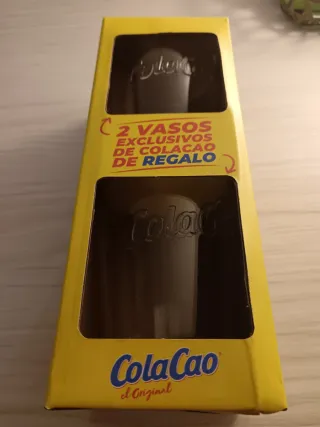 ColaCao
2 VASOS
EXCLUSIVOS
DE COLACAO
DE REGALO
ColaCao
ColaCao
el Original